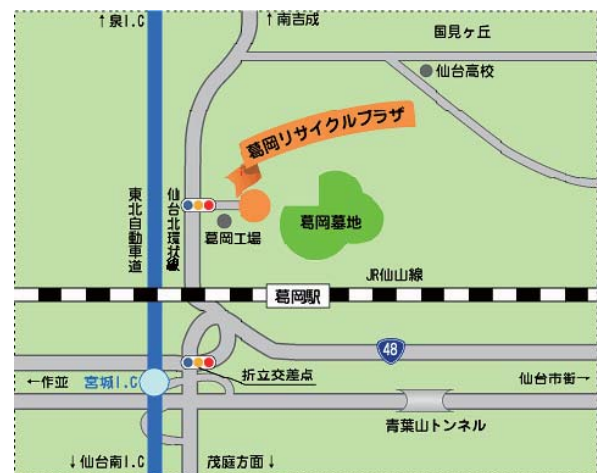 ↑泉I.C
↑南吉成
国見ヶ丘
仙台高校
葛岡リサイクルプラザ
東北自動車道
仙台北環状線
葛岡工場
葛岡墓地
JR仙山線
葛岡駅
48
折立交差点
←作並
宮城I.C
仙台市街→
青葉山トンネル
↓仙台南I.C
茂庭方面↓